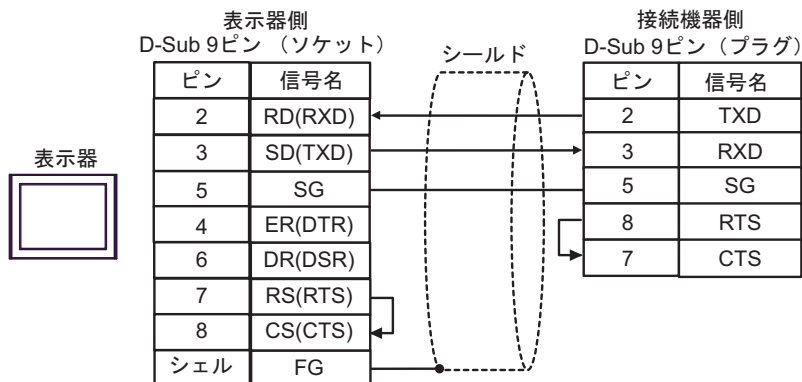 表示器側
D-Sub 9ピン （ソケット）
接続機器側
D-Sub 9ピン （プラグ）
シールド
表示器
ピン 信号名
2 RD(RXD)
3 SD(TXD)
5 SG
4 ER(DTR)
6 DR(DSR)
7 RS(RTS)
8 CS(CTS)
シェル FG
ピン 信号名
2 TXD
3 RXD
5 SG
8 RTS
7 CTS